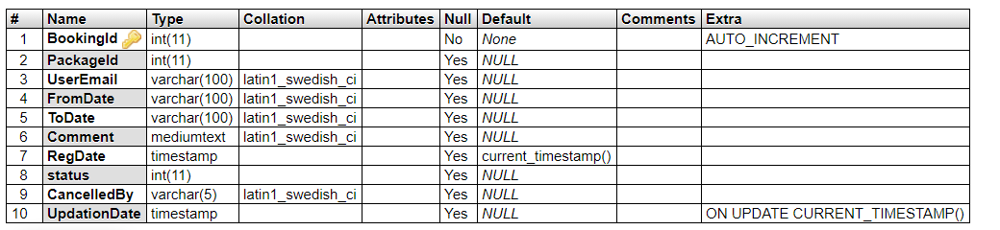 # Name Type Collation Attributes Null Default Comments Extra
1 BookingId int(11) No None AUTO_INCREMENT
2 PackageId int(11) Yes NULL
3 UserEmail varchar(100) latin1_swedish_ci Yes NULL
4 FromDate varchar(100) latin1_swedish_ci Yes NULL
5 ToDate varchar(100) latin1_swedish_ci Yes NULL
6 Comment mediumtext latin1_swedish_ci Yes NULL
7 RegDate timestamp Yes current_timestamp()
8 status int(11) Yes NULL
9 CancelledBy varchar(5) latin1_swedish_ci Yes NULL
10 UpdationDate timestamp Yes NULL ON UPDATE CURRENT_TIMESTAMP()